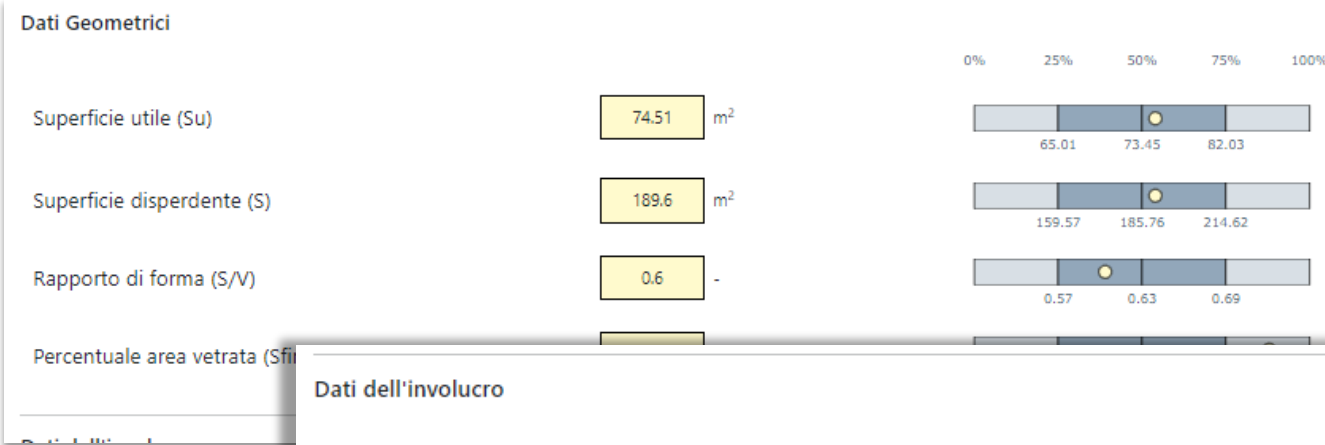 Dati Geometrici
0% 25% 50% 75% 100%
Superficie utile (Su) 74.51 m²
65.01 73.45 82.03
Superficie disperdente (S) 189.6 m²
159.57 185.76 214.62
Rapporto di forma (S/V) 0.6 -
0.57 0.63 0.69
Percentuale area vetrata
Dati dell'involucro